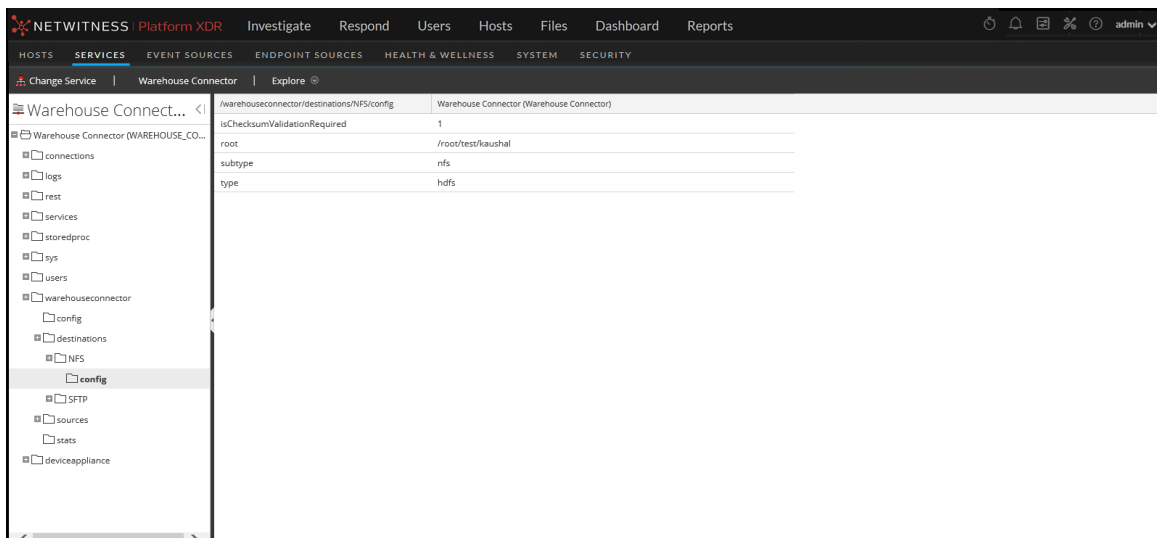 NETWITNESS | Platform XDR Investigate Respond Users Hosts Files Dashboard Reports admin
HOSTS SERVICES EVENT SOURCES ENDPOINT SOURCES HEALTH & WELLNESS SYSTEM SECURITY
Change Service | Warehouse Connector | Explore
Warehouse Connect...
/warehouseconnector/destinations/NFS/config Warehouse Connector (Warehouse Connector)
isChecksumValidationRequired 1
root /root/test/kaushal
subtype nfs
type hdfs
Warehouse Connector (WAREHOUSE_CO...
connections
logs
rest
services
storedproc
sys
users
warehouseconnector
config
destinations
NFS
config
SFTP
sources
stats
deviceappliance